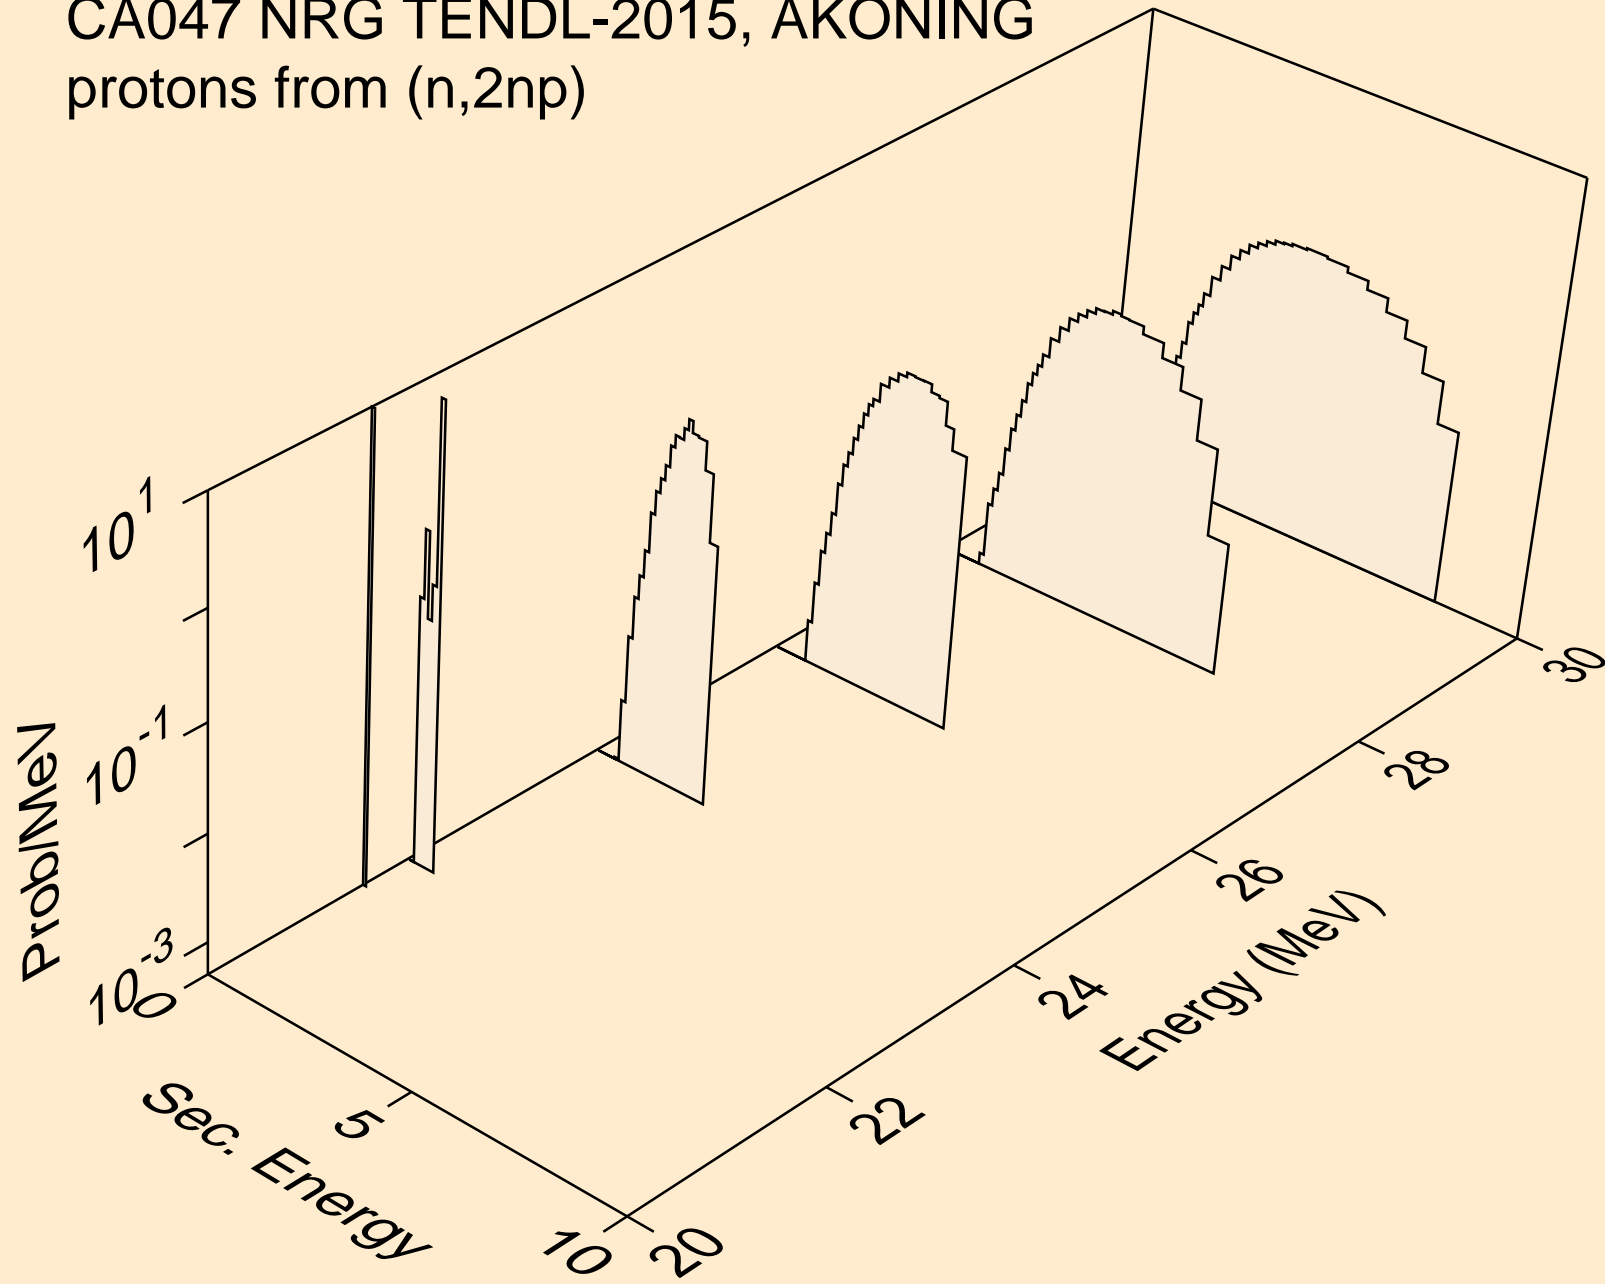 CA047 NRG TENDL-2015, AKONING
protons from (n,2np)
10^1
10^-1
10^-3
Prob/MeV
0
5
10
Sec. Energy
20
22
24
26
28
30
Energy (MeV)